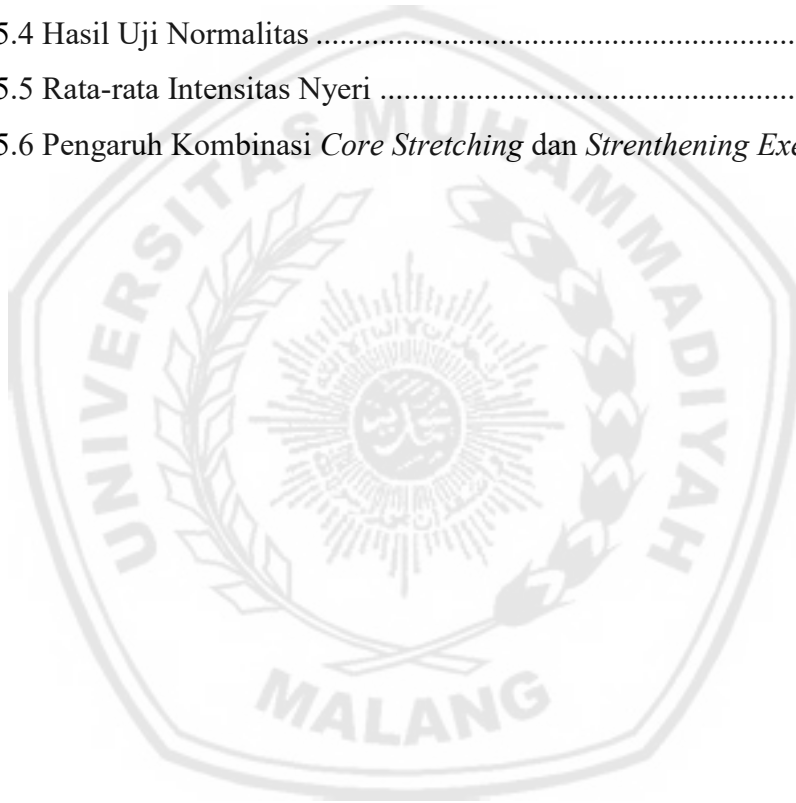 5.4 Hasil Uji Normalitas ............................................................
5.5 Rata-rata Intensitas Nyeri ....................................................
5.6 Pengaruh Kombinasi Core Stretching dan Strenthening Exe
UNIVERSITAS MUHAMMADIYAH
MALANG